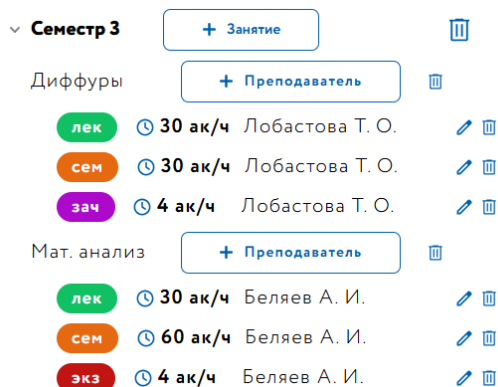 Семестр 3 + Занятие
Диффуры + Преподаватель
лек 30 ак/ч Лобастова Т. О.
сем 30 ак/ч Лобастова Т. О.
зач 4 ак/ч Лобастова Т. О.
Мат. анализ + Преподаватель
лек 30 ак/ч Беляев А. И.
сем 60 ак/ч Беляев А. И.
экз 4 ак/ч Беляев А. И.